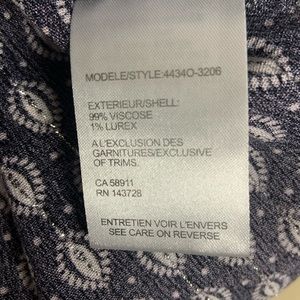 MODELE/STYLE:4434O-3206
EXTERIEUR/SHELL:
99% VISCOSE
1% LUREX
A L'EXCLUSION DES
GARNITURES/EXCLUSIVE
OF TRIMS.
CA 58911
RN 143728
ENTRETIEN VOIR L'ENVERS
SEE CARE ON REVERSE